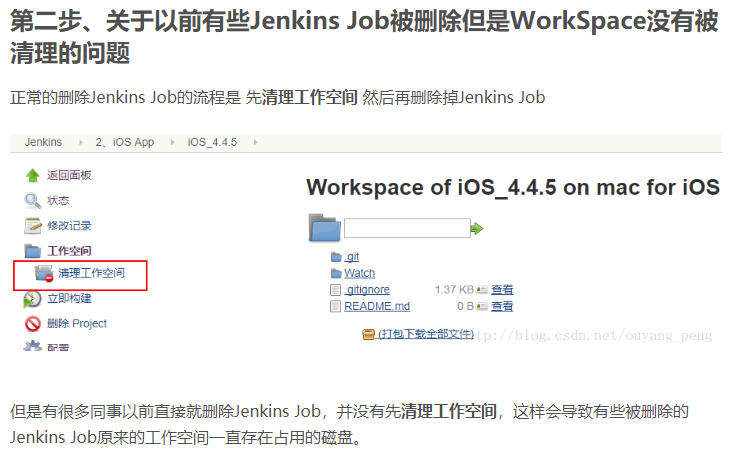 第二步、关于以前有些Jenkins Job被删除但是WorkSpace没有被
清理的问题
正常的删除Jenkins Job的流程是 先清理工作空间 然后再删除掉Jenkins Job
Jenkins 2、iOS App iOS_4.4.5
返回面板
状态
修改记录
工作空间
清理工作空间
立即构建
删除 Project
配置
Workspace of iOS_4.4.5 on mac for iOS
.git
Watch
.gitignore 1.37 KB 查看
README.md 0 B 查看
(打包下载全部文件)
http://blog.csdn.net/ouyang_peng
但是有很多同事以前直接就删除Jenkins Job，并没有先清理工作空间，这样会导致有些被删除的
Jenkins Job原来的工作空间一直存在占用的磁盘。